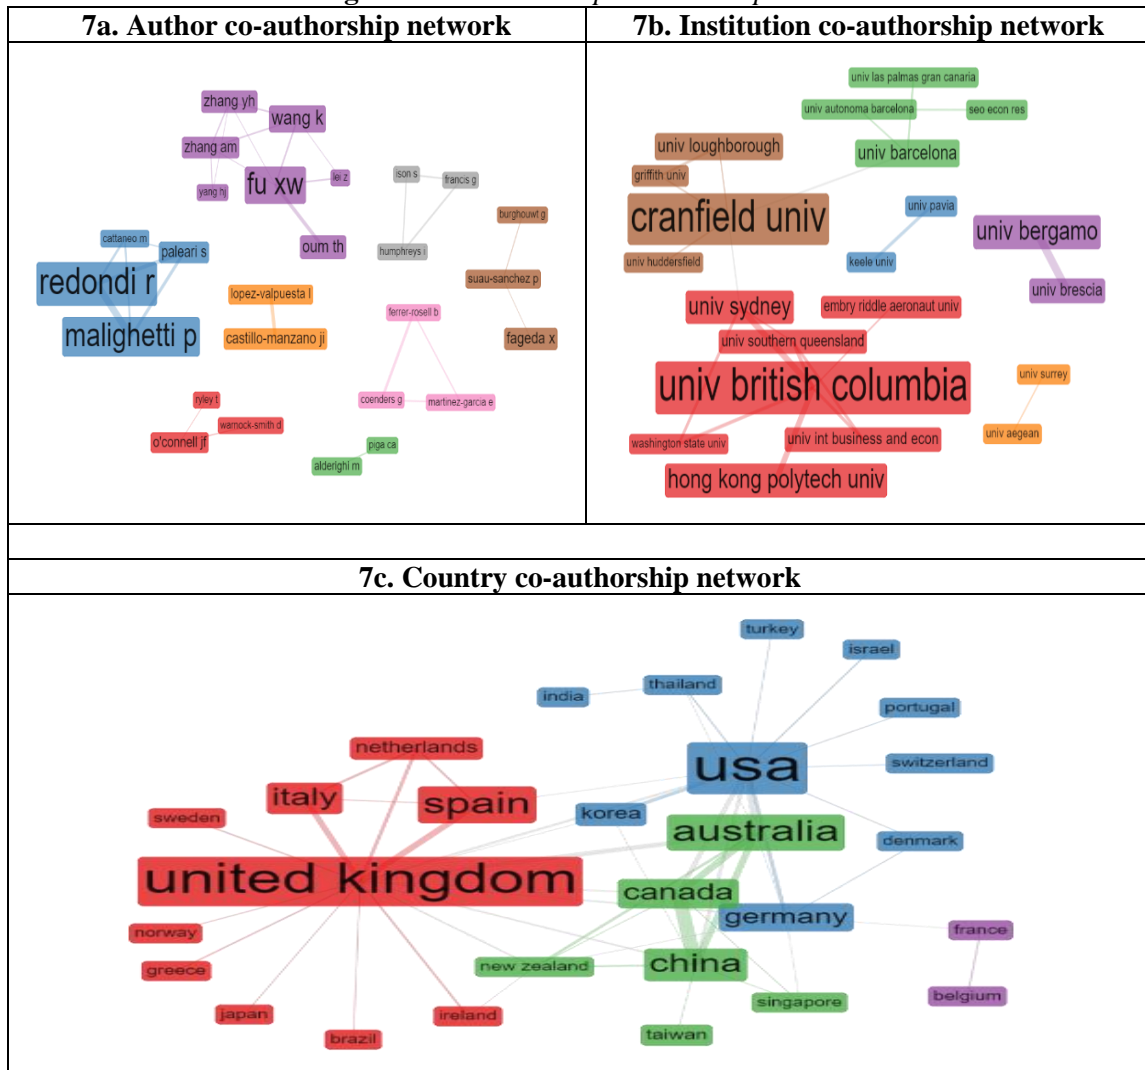 7a. Author co-authorship network
7b. Institution co-authorship network
zhang yh
wang k
zhang am
fu xw
lei z
yang hj
oum th
ison s
francis g
humphreys i
burghouwt g
suau-sanchez p
fageda x
cattaneo m
paleari s
redondi r
malighetti p
lopez-valpuesta l
castillo-manzano ji
ferrer-rosell b
coenders g
martinez-garcia e
ryley t
warnock-smith d
o'connell jf
piga ca
alderighi m
univ las palmas gran canaria
univ autonoma barcelona
seo econ res
univ barcelona
univ loughborough
griffith univ
cranfield univ
univ huddersfield
univ pavia
keele univ
univ bergamo
univ brescia
univ sydney
embry riddle aeronaut univ
univ southern queensland
univ british columbia
washington state univ
univ int business and econ
hong kong polytech univ
univ surrey
univ aegean
7c. Country co-authorship network
turkey
israel
thailand
india
portugal
netherlands
usa
switzerland
italy
spain
korea
sweden
australia
denmark
united kingdom
canada
germany
norway
france
greece
new zealand
china
belgium
singapore
japan
ireland
brazil
taiwan